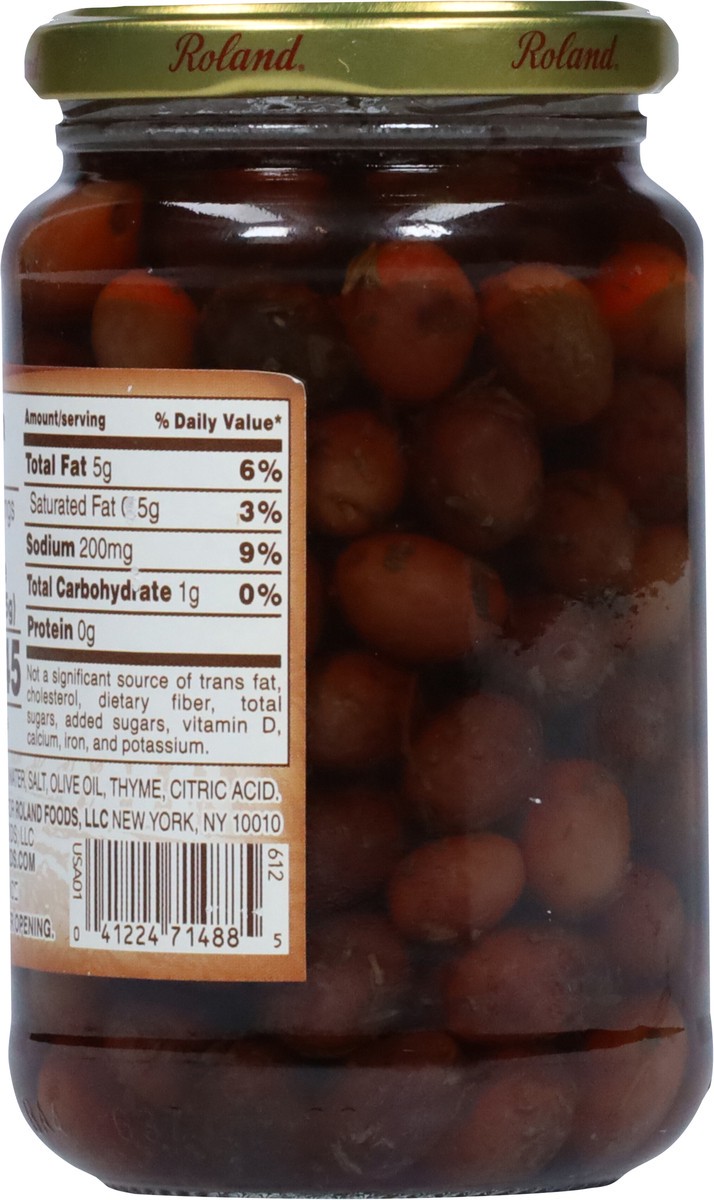 Roland® Roland®
Amount/serving % Daily Value*
Total Fat 5g 6%
Saturated Fat 0.5g 3%
Sodium 200mg 9%
Total Carbohydrate 1g 0%
Protein 0g
Not a significant source of trans fat,
cholesterol, dietary fiber, total
sugars, added sugars, vitamin D,
calcium, iron, and potassium.
SALT, OLIVE OIL, THYME, CITRIC ACID.
ROLAND FOODS, LLC NEW YORK, NY 10010
LLC
.COM
OPENING.
USA01
612
0 41224 71488 5